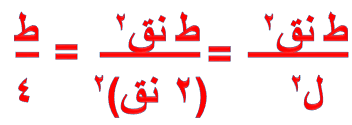 ط نق٢ / ل٢ = ط نق٢ / (٢ نق)٢ = ط / ٤